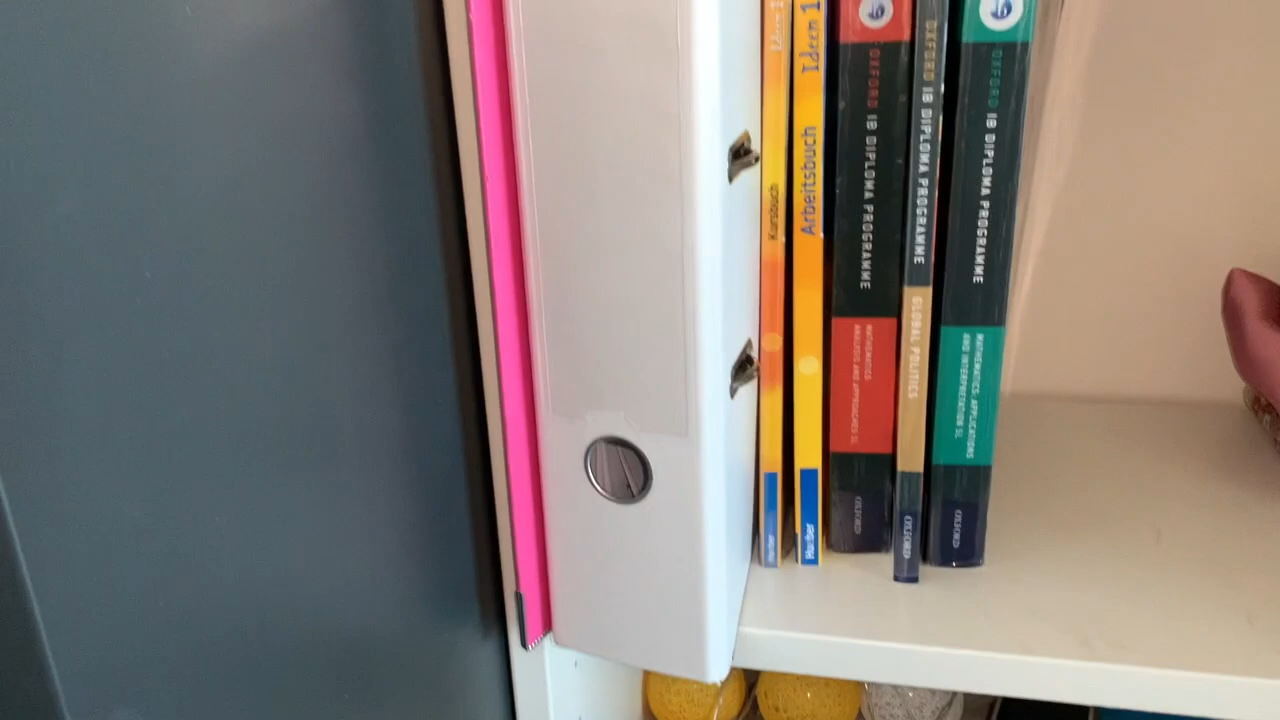 Ideen 1
Kursbuch
Hueber
Ideen 1
Arbeitsbuch
Hueber
OXFORD IB DIPLOMA PROGRAMME
MATHEMATICS
ANALYSIS AND APPROACHES SL
OXFORD
OXFORD IB DIPLOMA PROGRAMME
GLOBAL POLITICS
OXFORD
OXFORD IB DIPLOMA PROGRAMME
MATHEMATICS: APPLICATIONS
AND INTERPRETATION SL
OXFORD